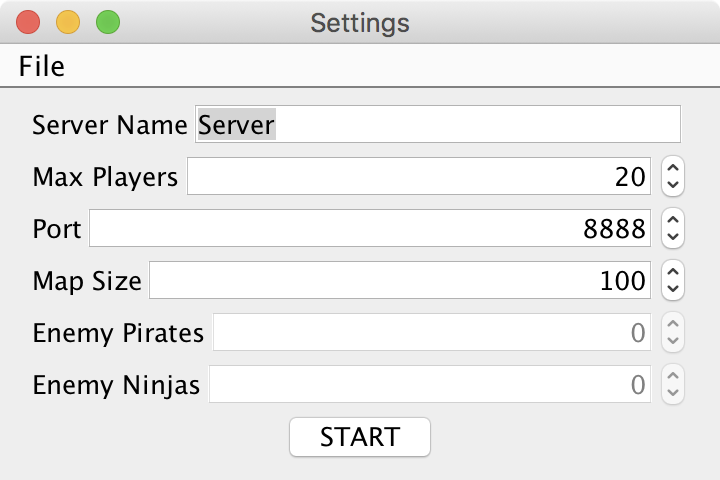 Settings
File
Server Name Server
Max Players 20
Port 8888
Map Size 100
Enemy Pirates 0
Enemy Ninjas 0
START